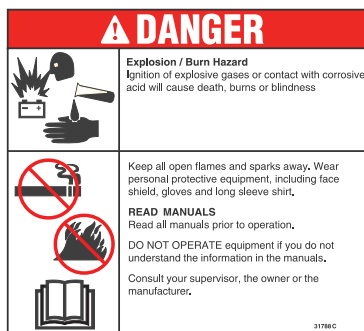 DANGER
Explosion / Burn Hazard
Ignition of explosive gases or contact with corrosive
acid will cause death, burns or blindness
Keep all open flames and sparks away. Wear
personal protective equipment, including face
shield, gloves and long sleeve shirt.
READ MANUALS
Read all manuals prior to operation.
DO NOT OPERATE equipment if you do not
understand the information in the manuals.
Consult your supervisor, the owner or the
manufacturer.
31788 C